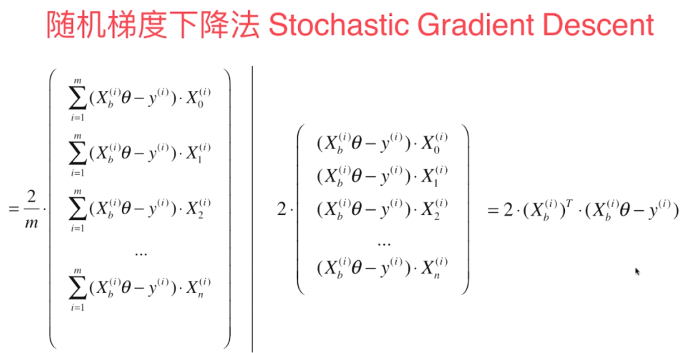 随机梯度下降法 Stochastic Gradient Descent
= \frac{2}{m} \cdot \begin{pmatrix} \sum_{i=1}^{m} (X_b^{(i)}\theta - y^{(i)}) \cdot X_0^{(i)} \\ \sum_{i=1}^{m} (X_b^{(i)}\theta - y^{(i)}) \cdot X_1^{(i)} \\ \sum_{i=1}^{m} (X_b^{(i)}\theta - y^{(i)}) \cdot X_2^{(i)} \\ ... \\ \sum_{i=1}^{m} (X_b^{(i)}\theta - y^{(i)}) \cdot X_n^{(i)} \end{pmatrix}
2 \cdot \begin{pmatrix} (X_b^{(i)}\theta - y^{(i)}) \cdot X_0^{(i)} \\ (X_b^{(i)}\theta - y^{(i)}) \cdot X_1^{(i)} \\ (X_b^{(i)}\theta - y^{(i)}) \cdot X_2^{(i)} \\ ... \\ (X_b^{(i)}\theta - y^{(i)}) \cdot X_n^{(i)} \end{pmatrix} = 2 \cdot (X_b^{(i)})^T \cdot (X_b^{(i)}\theta - y^{(i)})